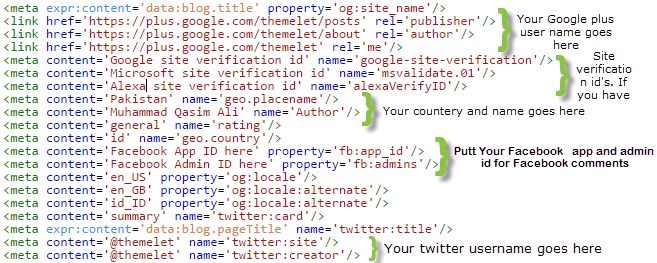 <meta expr:content='data:blog.title' property='og:site_name'/>
<link href='https://plus.google.com/themelet/posts' rel='publisher'/>
<link href='https://plus.google.com/themelet/about' rel='author'/>
<link href='https://plus.google.com/themelet' rel='me'/>
Your Google plus
user name goes
here
<meta content='Google site verification id' name='google-site-verification'/>
<meta content='Microsoft site verification id' name='msvalidate.01'/>
<meta content='Alexa site verification id' name='alexaVerifyID'/>
Site
verificatio
n id's. If
you have
<meta content='Pakistan' name='geo.placename'/>
<meta content='Muhammad Qasim Ali' name='Author'/>
Your countery and name goes here
<meta content='general' name='rating'/>
<meta content='id' name='geo.country'/>
<meta content='Facebook App ID here' property='fb:app_id'/>
<meta content='Facebook Admin ID here' property='fb:admins'/>
Putt Your Facebook app and admin
id for Facebook comments
<meta content='en_US' property='og:locale'/>
<meta content='en_GB' property='og:locale:alternate'/>
<meta content='id_ID' property='og:locale:alternate'/>
<meta content='summary' name='twitter:card'/>
<meta expr:content='data:blog.pageTitle' name='twitter:title'/>
<meta content='@themelet' name='twitter:site'/>
<meta content='@themelet' name='twitter:creator'/>
Your twitter username goes here